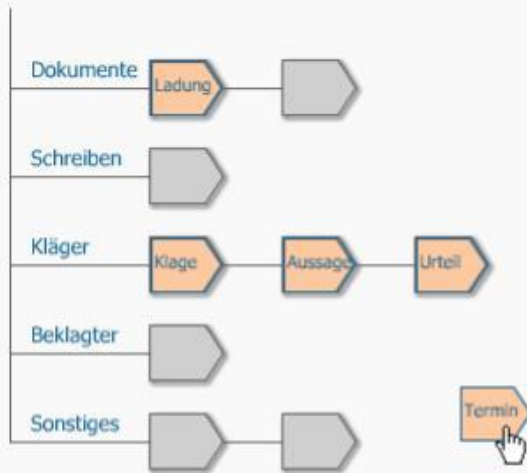 Dokumente
Ladung
Schreiben
Kläger
Klage
Aussage
Urteil
Beklagter
Termin
Sonstiges